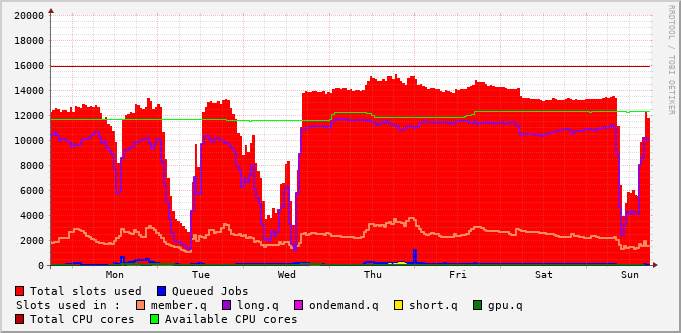 20000
18000
16000
14000
12000
10000
8000
6000
4000
2000
0
Mon Tue Wed Thu Fri Sat Sun
RRDTOOL / TOBI OETIKER
Total slots used Queued Jobs
Slots used in : member.q long.q ondemand.q short.q gpu.q
Total CPU cores Available CPU cores